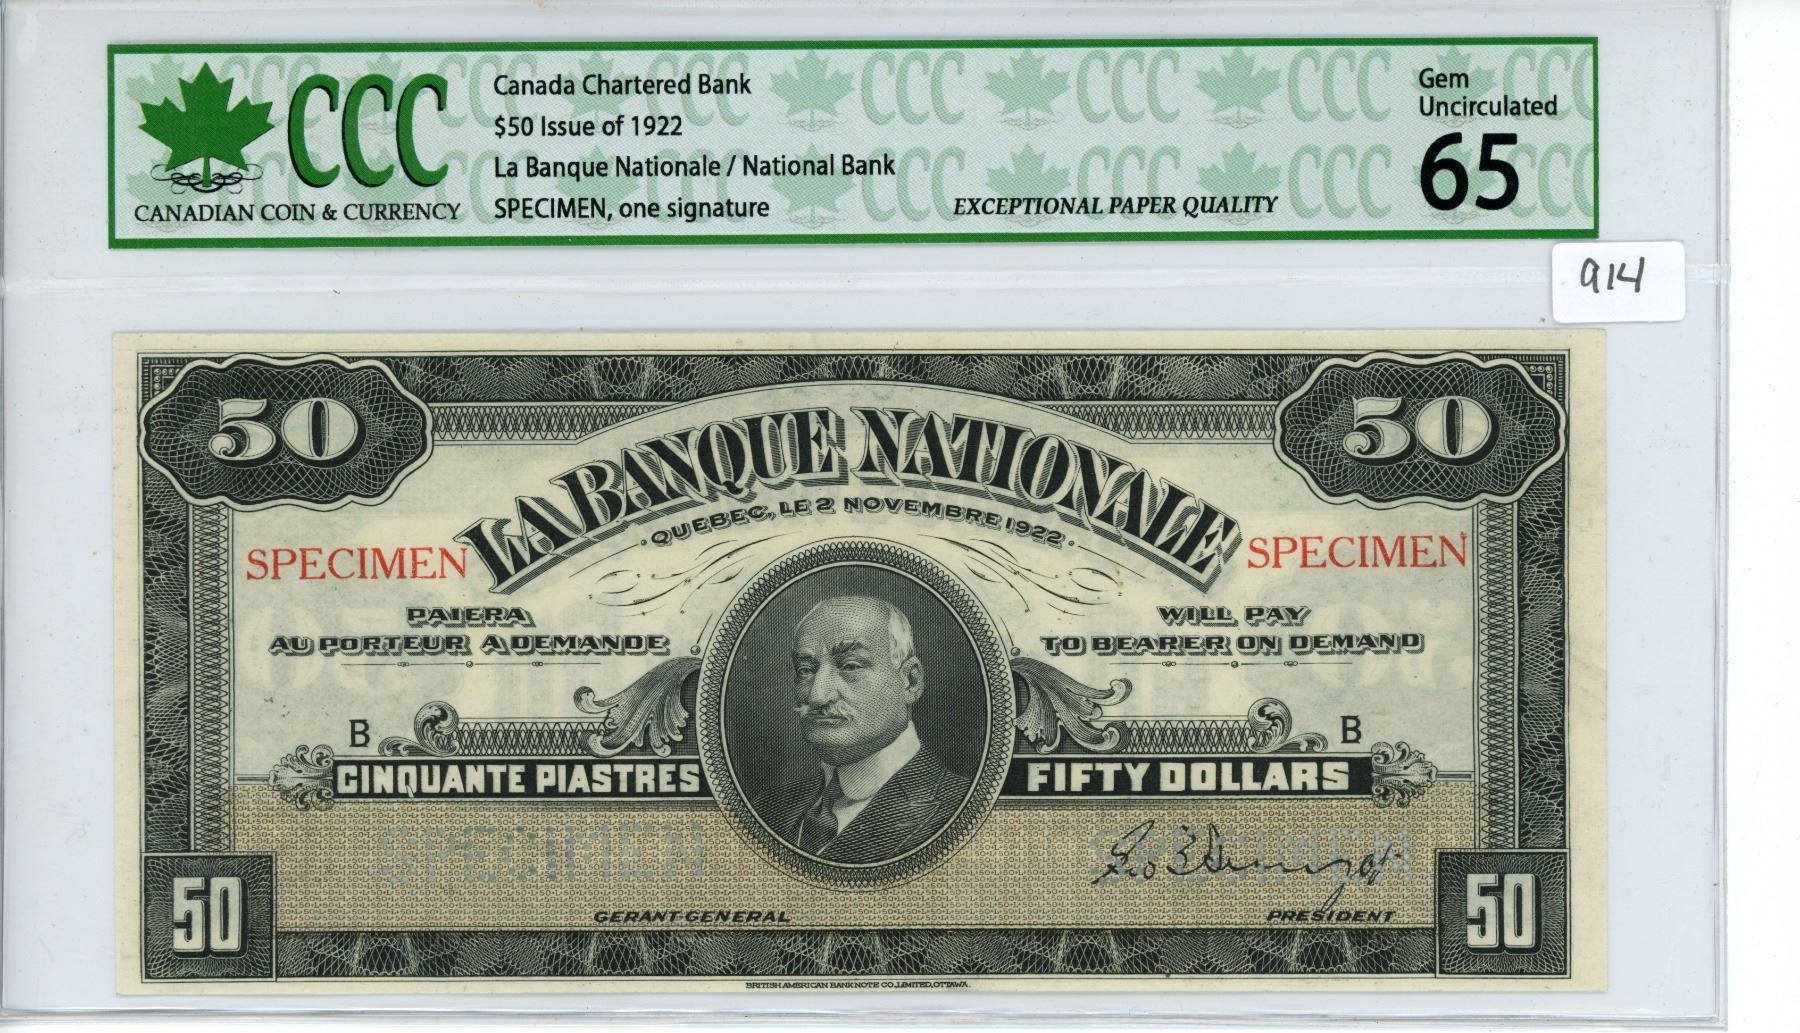 CCC
CANADIAN COIN & CURRENCY
Canada Chartered Bank
$50 Issue of 1922
La Banque Nationale / National Bank
SPECIMEN, one signature
EXCEPTIONAL PAPER QUALITY
Gem
Uncirculated
65
914
50 50
LA BANQUE NATIONALE
QUEBEC, LE 2 NOVEMBRE 1922
SPECIMEN SPECIMEN
PAIERA
AU PORTEUR A DEMANDE
WILL PAY
TO BEARER ON DEMAND
B B
CINQUANTE PIASTRES FIFTY DOLLARS
SPECIMEN SPECIMEN
GERANT-GENERAL PRESIDENT
50 50
BRITISH AMERICAN BANK NOTE CO. LIMITED, OTTAWA.